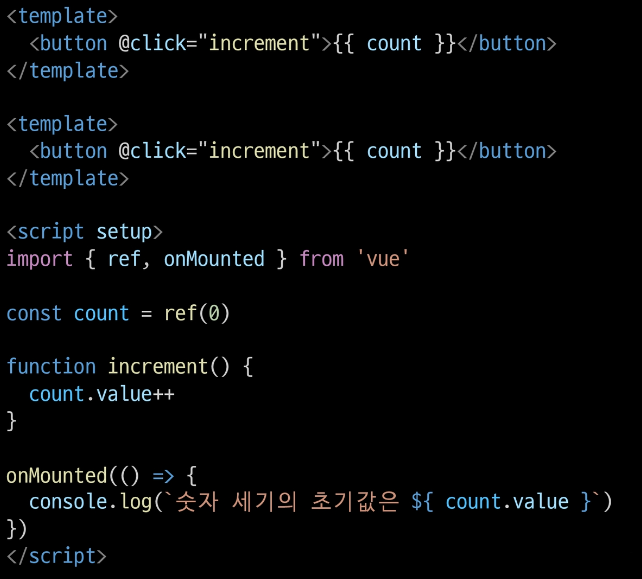 <template>
  <button @click="increment">{{ count }}</button>
</template>

<template>
  <button @click="increment">{{ count }}</button>
</template>

<script setup>
import { ref, onMounted } from 'vue'

const count = ref(0)

function increment() {
  count.value++
}

onMounted(() => {
  console.log(`숫자 세기의 초기값은 ${ count.value }`)
})
</script>